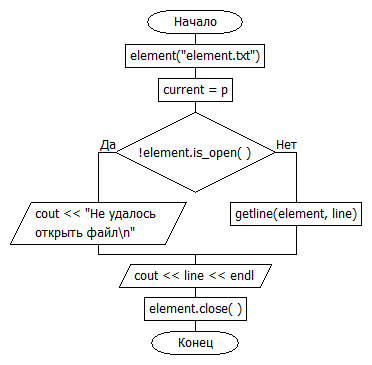 Начало
element("element.txt")
current = p
!element.is_open( )
Да
Нет
cout << "Не удалось
открыть файл\n"
getline(element, line)
cout << line << endl
element.close( )
Конец